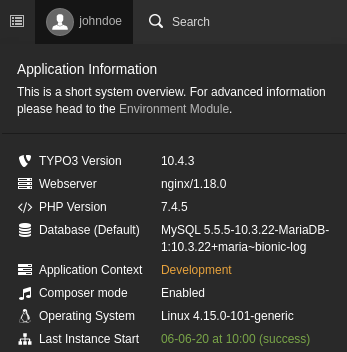 johndoe Search
Application Information
This is a short system overview. For advanced information
please head to the Environment Module.
TYPO3 Version 10.4.3
Webserver nginx/1.18.0
PHP Version 7.4.5
Database (Default) MySQL 5.5.5-10.3.22-MariaDB-
1:10.3.22+maria~bionic-log
Application Context Development
Composer mode Enabled
Operating System Linux 4.15.0-101-generic
Last Instance Start 06-06-20 at 10:00 (success)